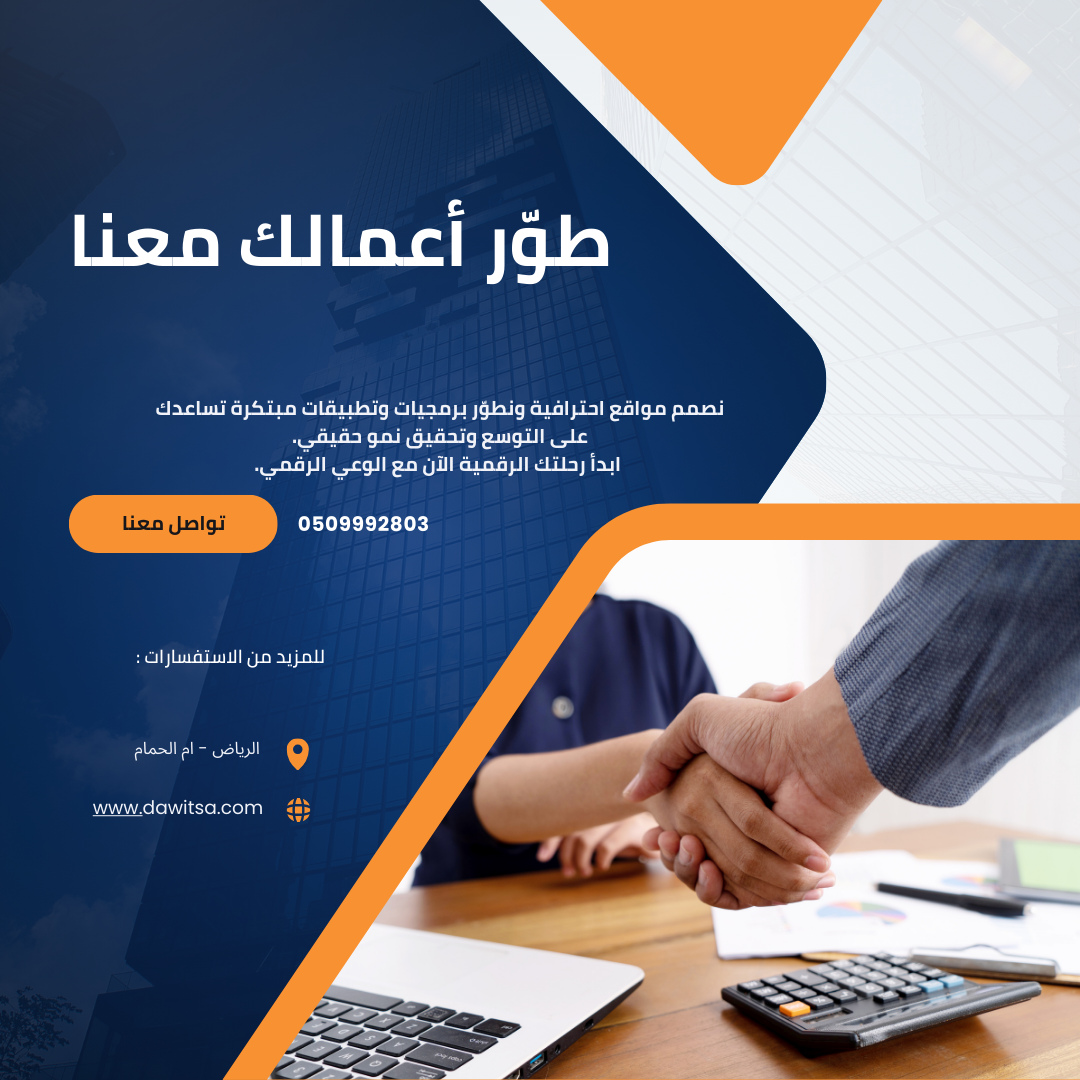 طوّر أعمالك معنا
نصمم مواقع احترافية ونطوّر برمجيات وتطبيقات مبتكرة تساعدك
على التوسع وتحقيق نمو حقيقي.
ابدأ رحلتك الرقمية الآن مع الوعي الرقمي.
تواصل معنا 0509992803
للمزيد من الاستفسارات :
الرياض - ام الحمام
www.dawitsa.com